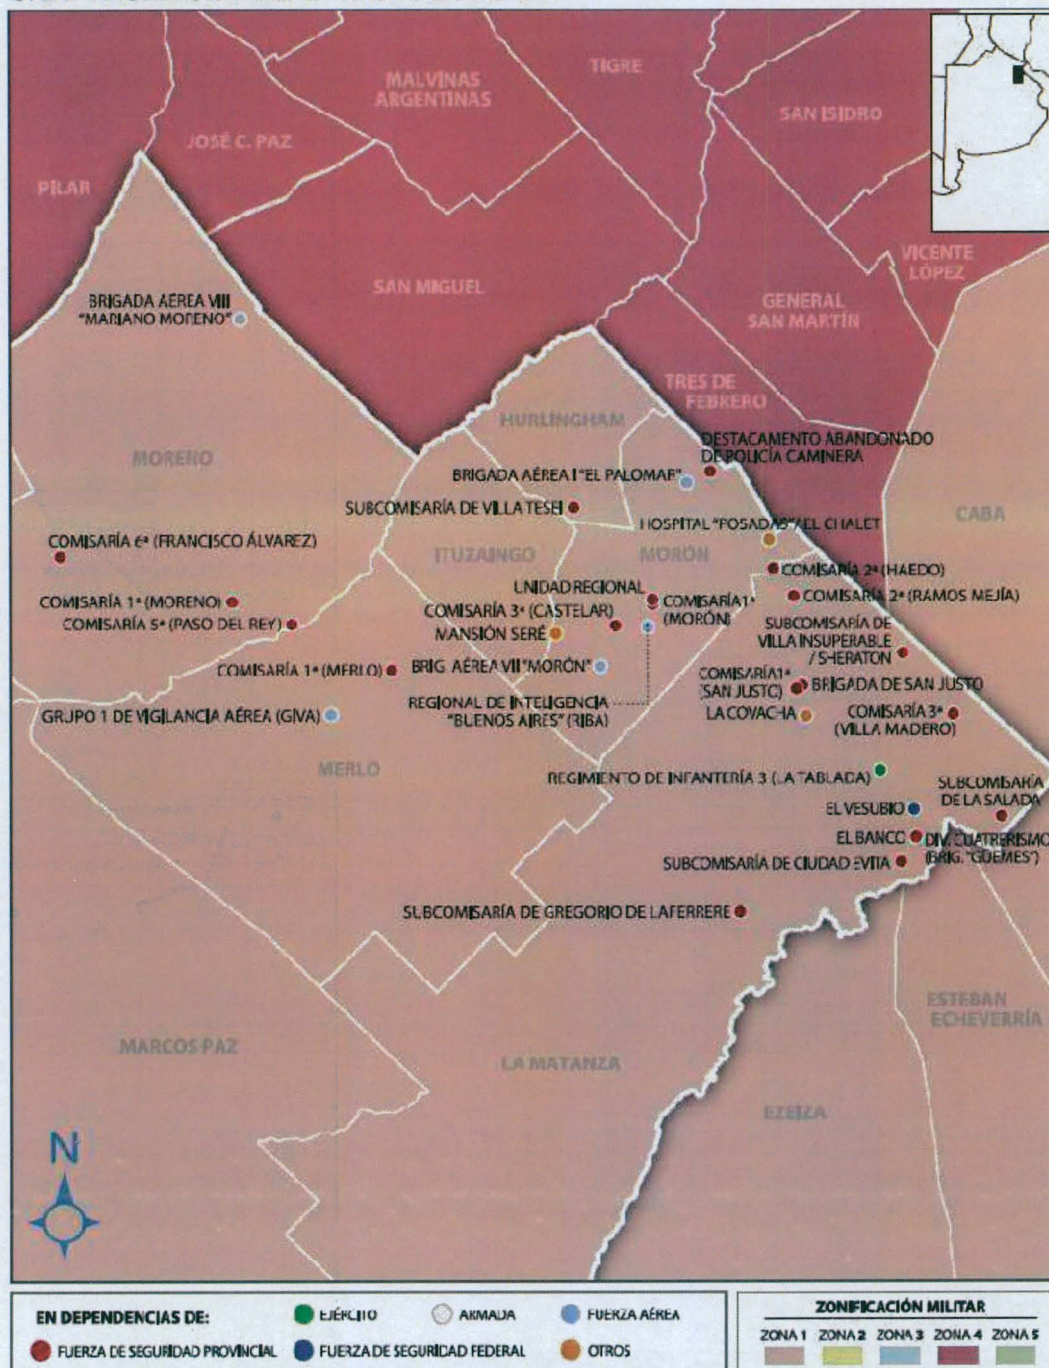 TIGRE
MALVINAS
ARGENTINAS
SAN ISIDRO
JOSÉ C. PAZ
PILAR
VICENTE
LÓPEZ
SAN MIGUEL
GENERAL
SAN MARTÍN
BRIGADA AÉREA VIII
"MARIANO MORENO"
TRES DE
FEBRERO
HURLINGHAM
DESTACAMENTO ABANDONADO
DE POLICÍA CAMINERA
MORENO
BRIGADA AÉREA I "EL PALOMAR"
SUBCOMISARÍA DE VILLA TESEI
CABA
HOSPITAL "POSADAS"/EL CHALET
COMISARÍA 6ª (FRANCISCO ÁLVAREZ)
ITUZAINGO
MORÓN
COMISARÍA 2ª (HAEDO)
UNIDAD REGIONAL
COMISARÍA 2ª (RAMOS MEJÍA)
COMISARÍA 1ª (MORENO)
COMISARÍA 3ª (CASTELAR)
COMISARÍA 1ª
(MORÓN)
COMISARÍA 5ª (PASO DEL REY)
MANSIÓN SERÉ
SUBCOMISARÍA DE
VILLA INSUPERABLE
/ SHERATON
COMISARÍA 1ª (MERLO)
BRIG. AÉREA VII "MORÓN"
COMISARÍA 1ª
(SAN JUSTO)
BRIGADA DE SAN JUSTO
REGIONAL DE INTELIGENCIA
"BUENOS AIRES" (RIBA)
GRUPO 1 DE VIGILANCIA AÉREA (GIVA)
LA COVACHA
COMISARÍA 3ª
(VILLA MADERO)
MERLO
REGIMIENTO DE INFANTERÍA 3 (LA TABLADA)
SUBCOMISARÍA
DE LA SALADA
EL VESUBIO
EL BANCO
DIV. CUATRERISMO
(BRIG. "GÜEMES")
SUBCOMISARÍA DE CIUDAD EVITA
SUBCOMISARÍA DE GREGORIO DE LAFERRERE
ESTEBAN
ECHEVERRÍA
MARCOS PAZ
LA MATANZA
EZEIZA
N
EN DEPENDENCIAS DE:
EJÉRCITO
ARMADA
FUERZA AÉREA
FUERZA DE SEGURIDAD PROVINCIAL
FUERZA DE SEGURIDAD FEDERAL
OTROS
ZONIFICACIÓN MILITAR
ZONA 1 ZONA 2 ZONA 3 ZONA 4 ZONA 5